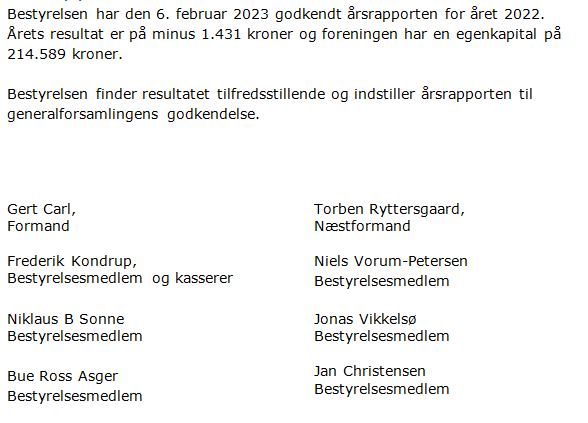 Bestyrelsen har den 6. februar 2023 godkendt årsrapporten for året 2022.
Årets resultat er på minus 1.431 kroner og foreningen har en egenkapital på
214.589 kroner.
Bestyrelsen finder resultatet tilfredsstillende og indstiller årsrapporten til
generalforsamlingens godkendelse.
Gert Carl,
Formand
Torben Ryttersgaard,
Næstformand
Frederik Kondrup,
Bestyrelsesmedlem og kasserer
Niels Vorum-Petersen
Bestyrelsesmedlem
Niklaus B Sonne
Bestyrelsesmedlem
Jonas Vikkelsø
Bestyrelsesmedlem
Bue Ross Asger
Bestyrelsesmedlem
Jan Christensen
Bestyrelsesmedlem